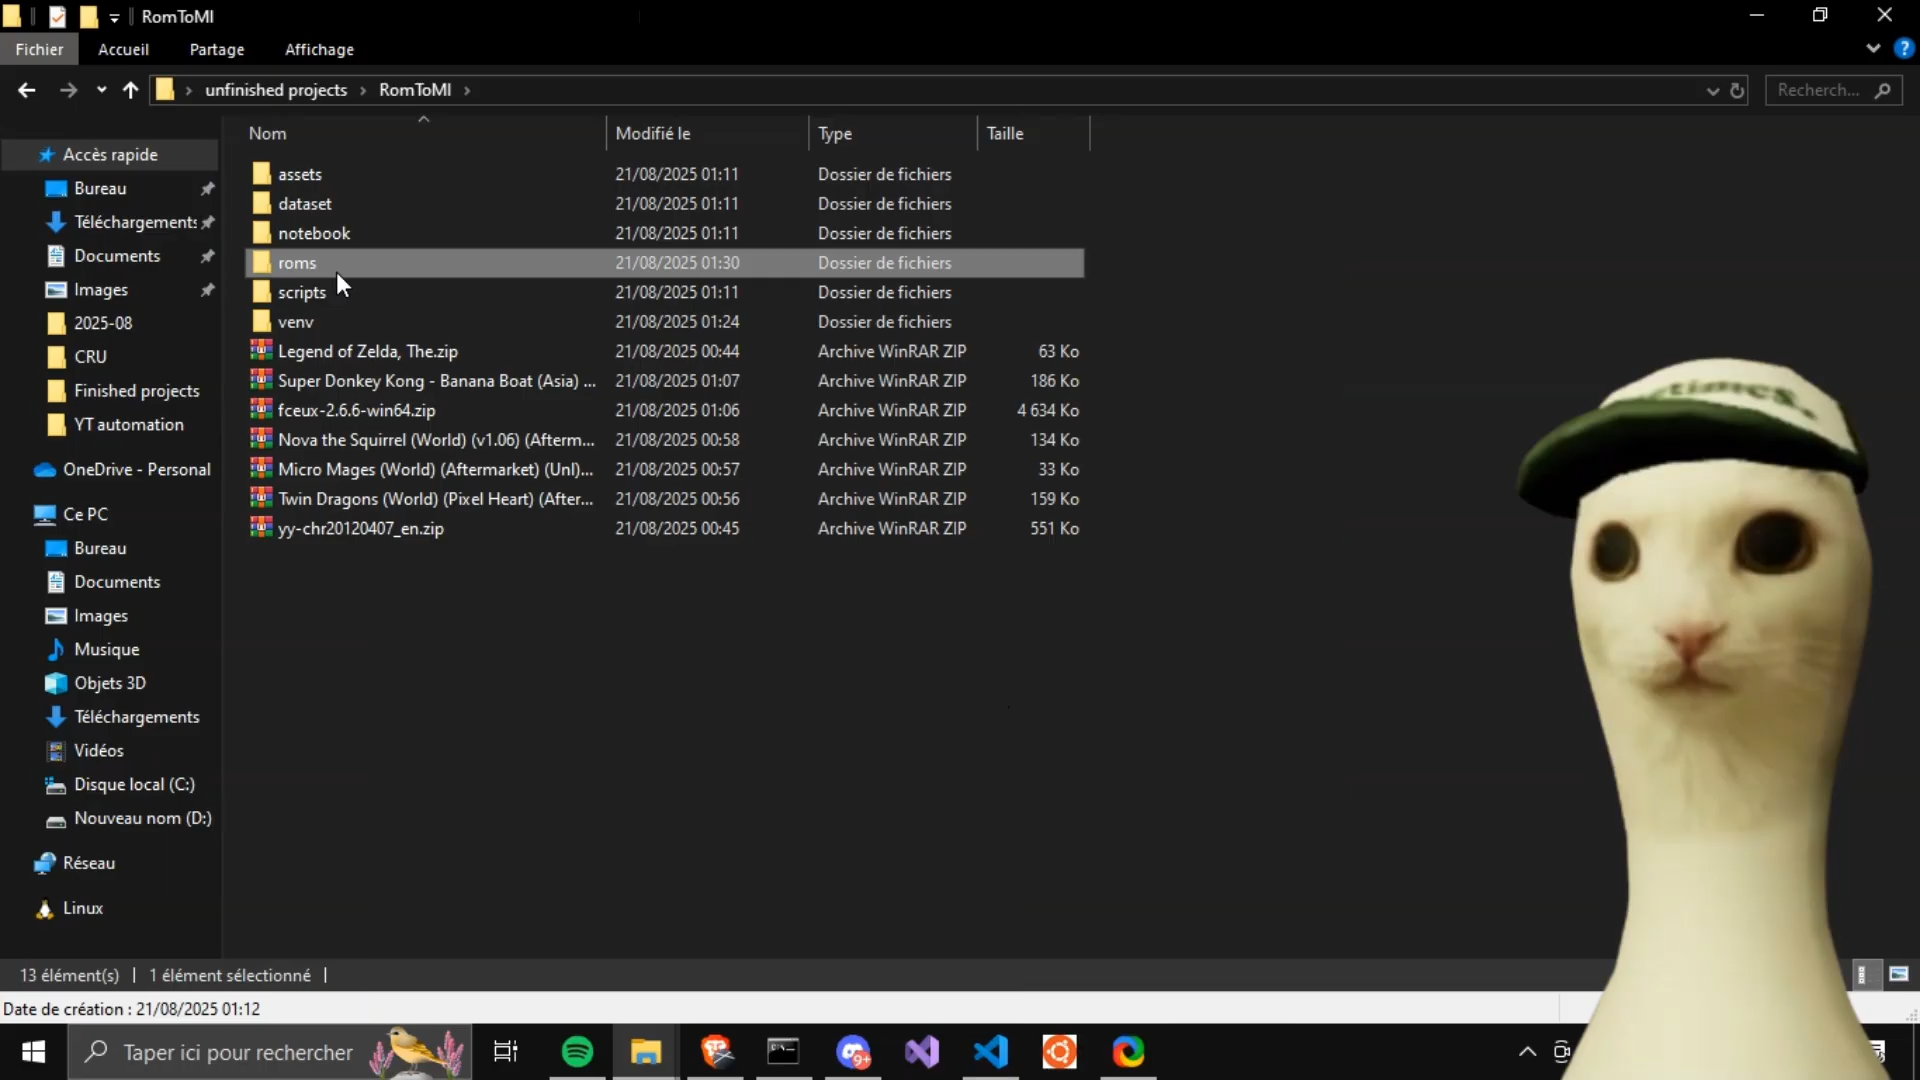 RomToMI
Fichier Accueil Partage Affichage
unfinished projects RomToMI
Recherch...
Nom Modifié le Type Taille
assets 21/08/2025 01:11 Dossier de fichiers
dataset 21/08/2025 01:11 Dossier de fichiers
notebook 21/08/2025 01:11 Dossier de fichiers
roms 21/08/2025 01:30 Dossier de fichiers
scripts 21/08/2025 01:11 Dossier de fichiers
venv 21/08/2025 01:24 Dossier de fichiers
Legend of Zelda, The.zip 21/08/2025 00:44 Archive WinRAR ZIP 63 Ko
Super Donkey Kong - Banana Boat (Asia) ... 21/08/2025 01:07 Archive WinRAR ZIP 186 Ko
fceux-2.6.6-win64.zip 21/08/2025 01:06 Archive WinRAR ZIP 4 634 Ko
Nova the Squirrel (World) (v1.06) (Afterm... 21/08/2025 00:58 Archive WinRAR ZIP 134 Ko
Micro Mages (World) (Aftermarket) (Unl)... 21/08/2025 00:57 Archive WinRAR ZIP 33 Ko
Twin Dragons (World) (Pixel Heart) (After... 21/08/2025 00:56 Archive WinRAR ZIP 159 Ko
yy-chr20120407_en.zip 21/08/2025 00:45 Archive WinRAR ZIP 551 Ko
Accès rapide
Bureau
Téléchargements
Documents
Images
2025-08
CRU
Finished projects
YT automation
OneDrive - Personal
Ce PC
Bureau
Documents
Images
Musique
Objets 3D
Téléchargements
Vidéos
Disque local (C:)
Nouveau nom (D:)
Réseau
Linux
13 élément(s) 1 élément sélectionné
Date de création : 21/08/2025 01:12
Taper ici pour rechercher
9+